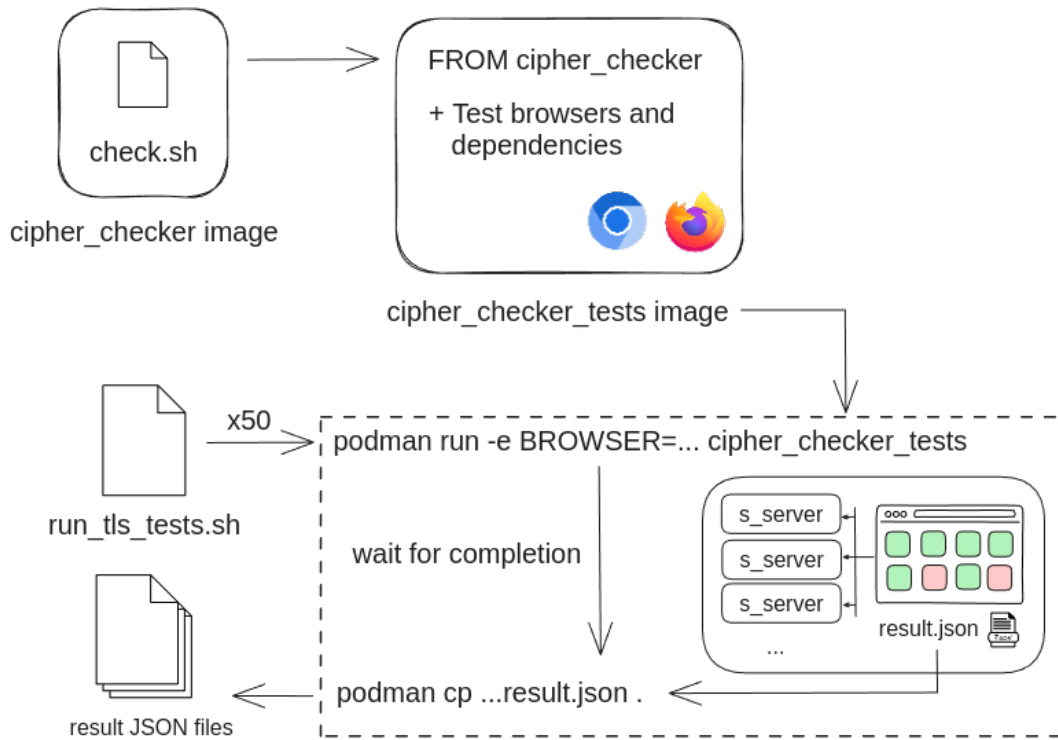 check.sh
cipher_checker image
FROM cipher_checker
+ Test browsers and
dependencies
cipher_checker_tests image
run_tls_tests.sh
x50
podman run -e BROWSER=... cipher_checker_tests
wait for completion
s_server
s_server
s_server
...
result.json
podman cp ...result.json .
result JSON files